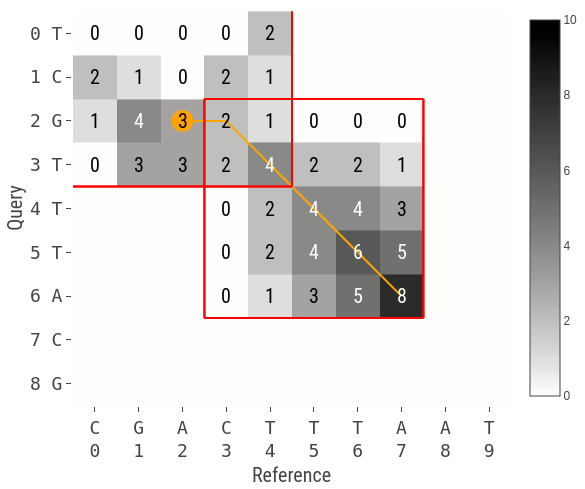 0 T 0 0 0 0 2
1 C 2 1 0 2 1
2 G 1 4 3 2 1 0 0 0
3 T 0 3 3 2 4 2 2 1
4 T 0 2 4 4 3
5 T 0 2 4 6 5
6 A 0 1 3 5 8
7 C
8 G
C G A C T T T A A T
0 1 2 3 4 5 6 7 8 9
Reference
Query
10
8
6
4
2
0